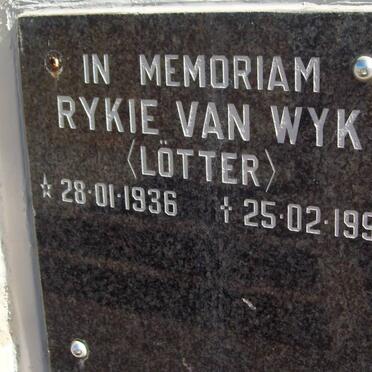 IN MEMORIAM
RYKIE VAN WYK
(LÖTTER)
☆ 28·01·1936 ✝ 25·02·199